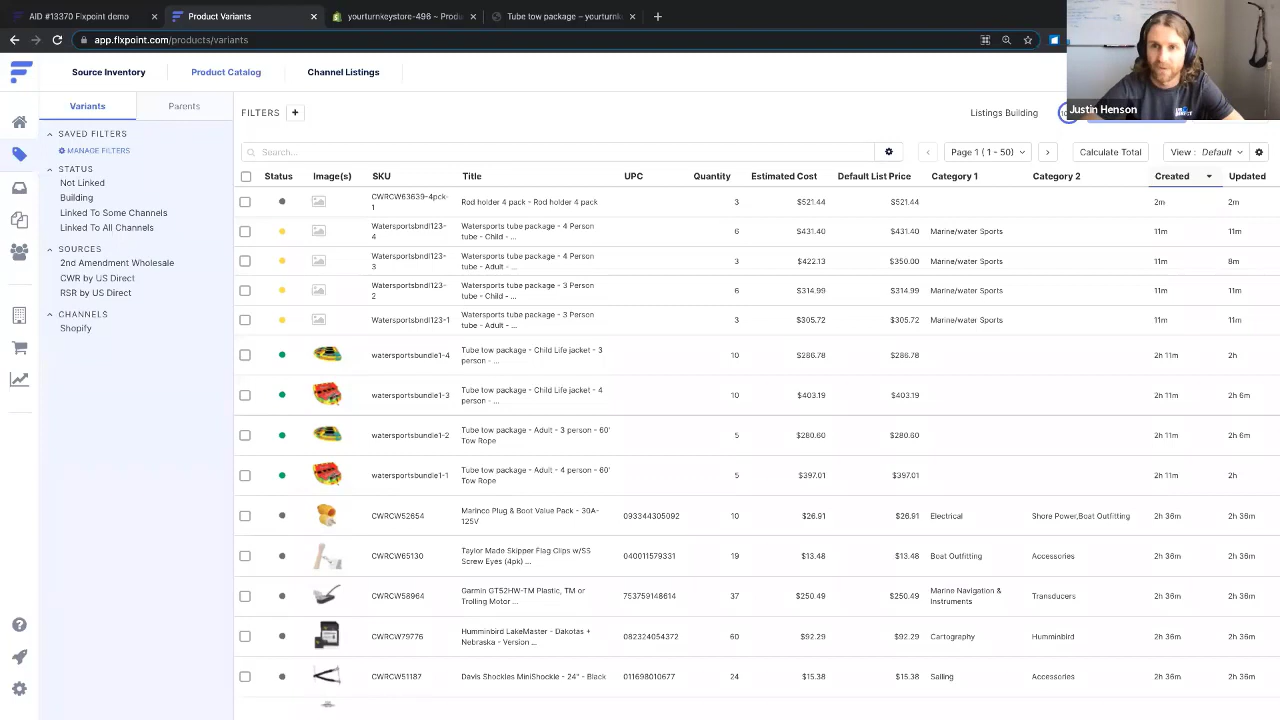 AID #13370 Flxpoint demo
Product Variants
yourturnkeystore-496 ~ Produ
Tube tow package – yourturnkey
app.flxpoint.com/products/variants
Source Inventory
Product Catalog
Channel Listings
Justin Henson
Variants
Parents
FILTERS
Listings Building
SAVED FILTERS
MANAGE FILTERS
STATUS
Not Linked
Building
Linked To Some Channels
Linked To All Channels
SOURCES
2nd Amendment Wholesale
CWR by US Direct
RSR by US Direct
CHANNELS
Shopify
Search...
Page 1 ( 1 - 50)
Calculate Total
View : Default
Status Image(s) SKU Title UPC Quantity Estimated Cost Default List Price Category 1 Category 2 Created Updated
CWRCW63639-4pck-
1
Rod holder 4 pack - Rod holder 4 pack 3 $521.44 $521.44 2m 2m
Watersportsbndl123-
4
Watersports tube package - 4 Person
tube - Child - ...
6 $431.40 $431.40 Marine/water Sports 11m 11m
Watersportsbndl123-
3
Watersports tube package - 4 Person
tube - Adult - ...
3 $422.13 $350.00 Marine/water Sports 11m 8m
Watersportsbndl123-
2
Watersports tube package - 3 Person
tube - Child - ...
6 $314.99 $314.99 Marine/water Sports 11m 11m
Watersportsbndl123-1
Watersports tube package - 3 Person
tube - Adult - ...
3 $305.72 $305.72 Marine/water Sports 11m 11m
watersportsbundle1-4
Tube tow package - Child Life jacket - 3
person - ...
10 $286.78 $286.78 2h 11m 2h
watersportsbundle1-3
Tube tow package - Child Life jacket - 4
person - ...
10 $403.19 $403.19 2h 11m 2h 6m
watersportsbundle1-2
Tube tow package - Adult - 3 person - 60'
Tow Rope
5 $280.60 $280.60 2h 11m 2h 6m
watersportsbundle1-1
Tube tow package - Adult - 4 person - 60'
Tow Rope
5 $397.01 $397.01 2h 11m 2h
CWRCW52654
Marinco Plug & Boot Value Pack - 30A-
125V
093344305092 10 $26.91 $26.91 Electrical Shore Power,Boat Outfitting 2h 36m 2h 36m
CWRCW65130
Taylor Made Skipper Flag Clips w/SS
Screw Eyes (4pk) ...
040011579331 19 $13.48 $13.48 Boat Outfitting Accessories 2h 36m 2h 36m
CWRCW58964
Garmin GT52HW-TM Plastic, TM or
Trolling Motor ...
753759148614 37 $250.49 $250.49
Marine Navigation &
Instruments
Transducers 2h 36m 2h 36m
CWRCW79776
Humminbird LakeMaster - Dakotas +
Nebraska - Version ...
082324054372 60 $92.29 $92.29 Cartography Humminbird 2h 36m 2h 36m
CWRCW51187 Davis Shockles MiniShockle - 24" - Black 011698010677 24 $15.38 $15.38 Sailing Accessories 2h 36m 2h 36m